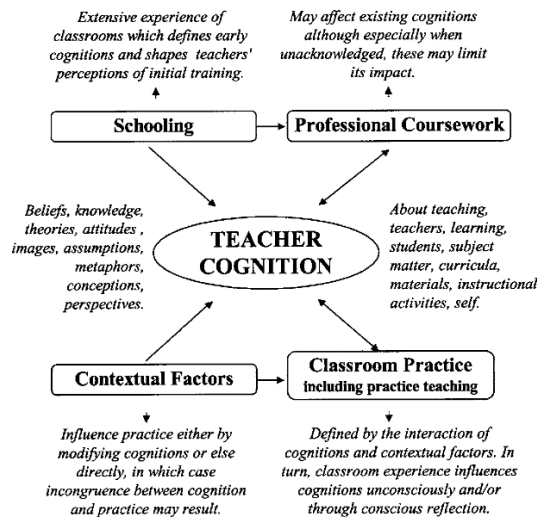 Extensive experience of
classrooms which defines early
cognitions and shapes teachers'
perceptions of initial training.
May affect existing cognitions
although especially when
unacknowledged, these may limit
its impact.
Schooling
Professional Coursework
Beliefs, knowledge,
theories, attitudes ,
images, assumptions,
metaphors,
conceptions,
perspectives.
TEACHER
COGNITION
About teaching,
teachers, learning,
students, subject
matter, curricula,
materials, instructional
activities, self.
Contextual Factors
Classroom Practice
including practice teaching
Influence practice either by
modifying cognitions or else
directly, in which case
incongruence between cognition
and practice may result.
Defined by the interaction of
cognitions and contextual factors. In
turn, classroom experience influences
cognitions unconsciously and/or
through conscious reflection.